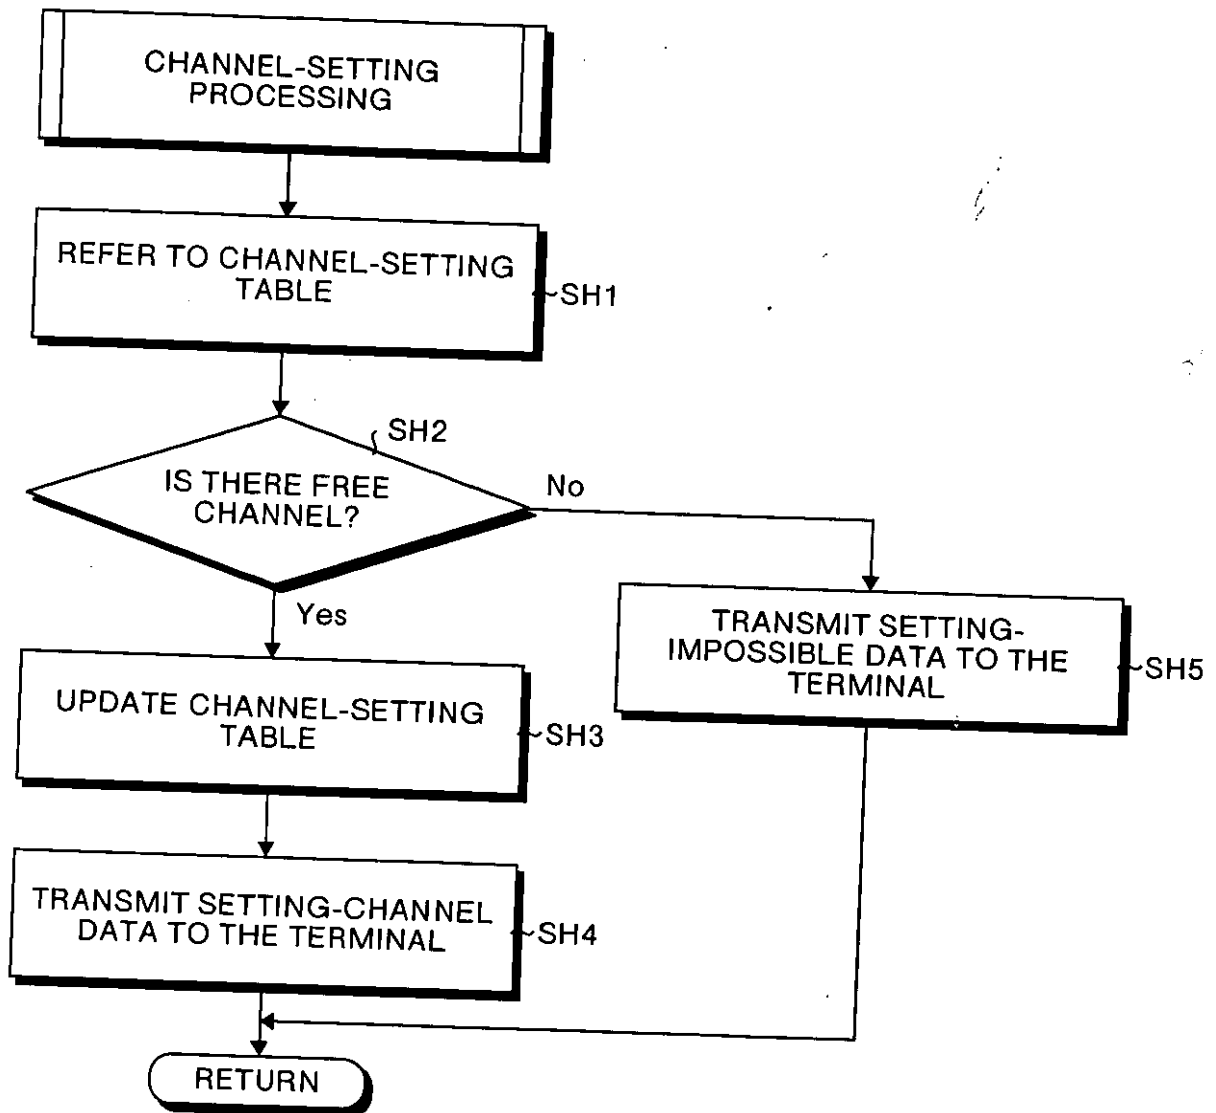 CHANNEL-SETTING
PROCESSING
REFER TO CHANNEL-SETTING
TABLE
SH1
SH2
IS THERE FREE
CHANNEL?
No
Yes
TRANSMIT SETTING-
IMPOSSIBLE DATA TO THE
TERMINAL
SH5
UPDATE CHANNEL-SETTING
TABLE
SH3
TRANSMIT SETTING-CHANNEL
DATA TO THE TERMINAL
SH4
RETURN